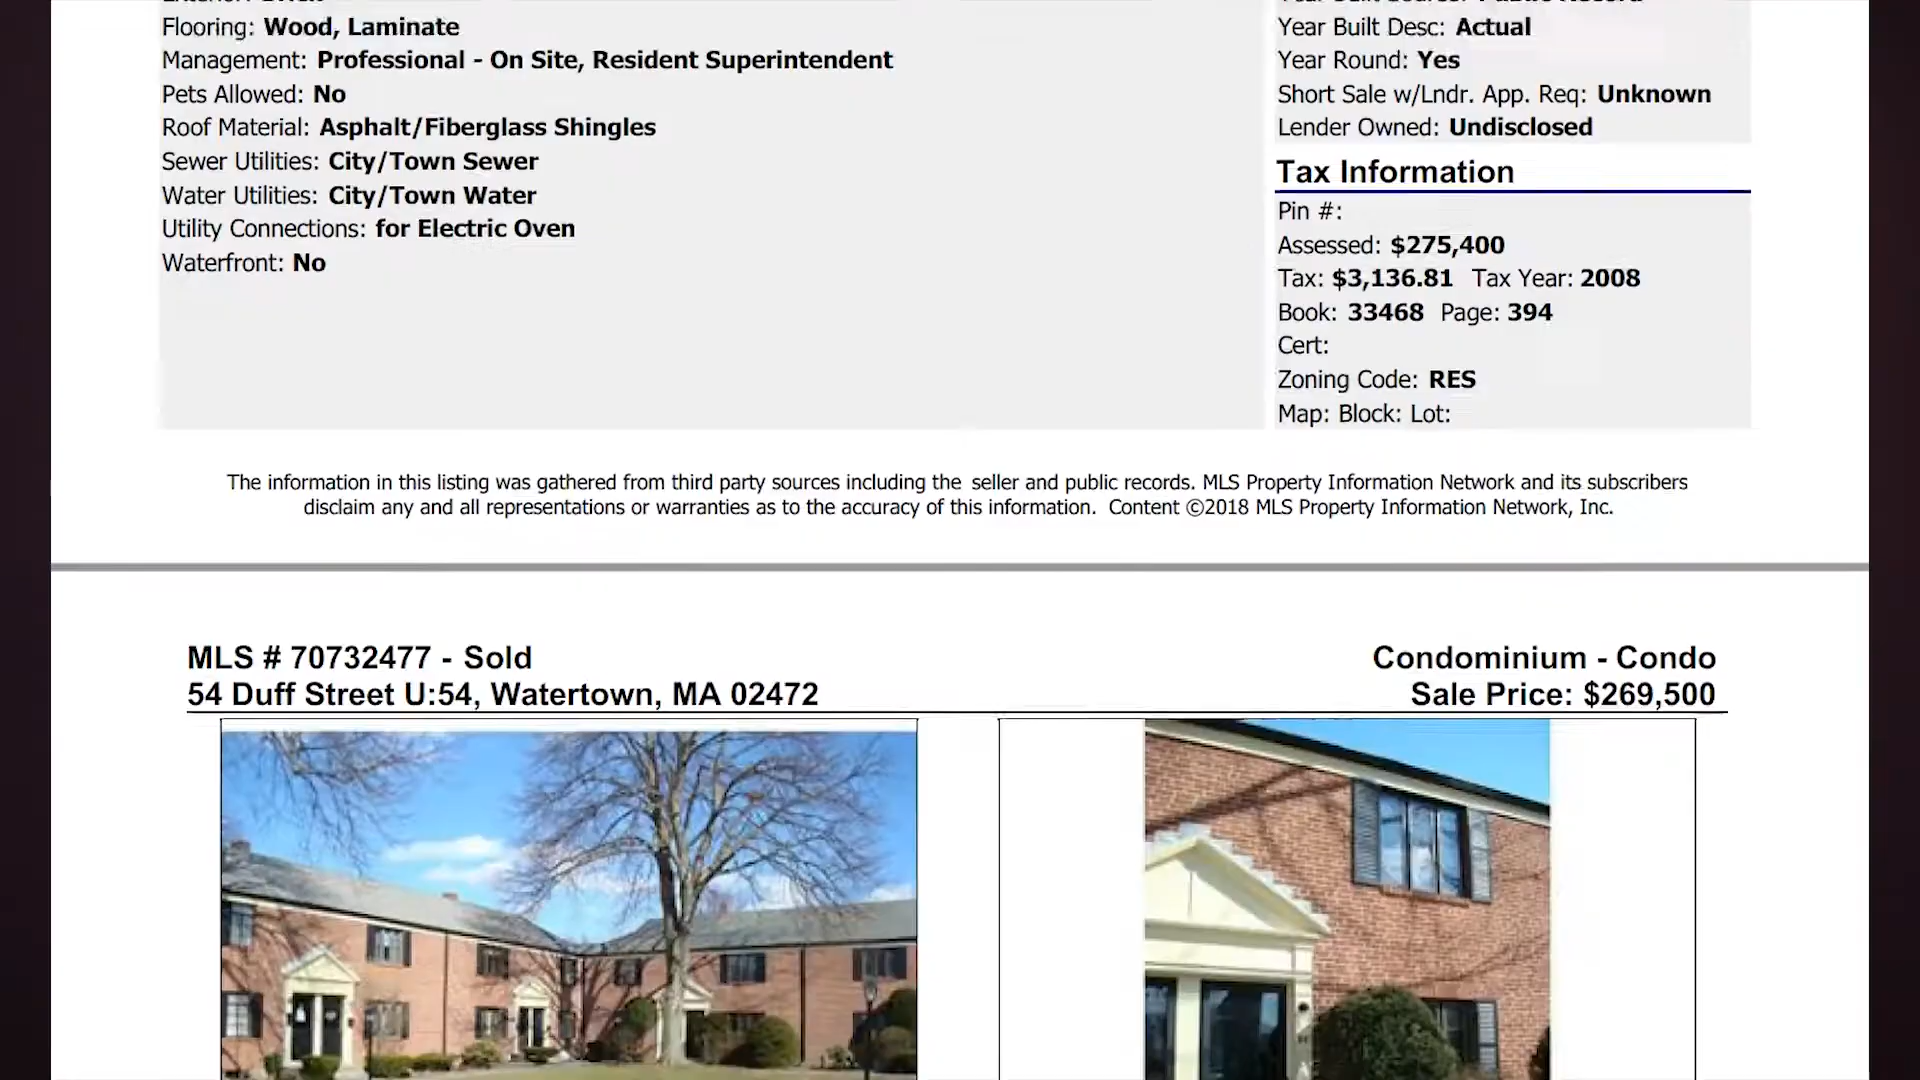 Flooring: Wood, Laminate
Management: Professional - On Site, Resident Superintendent
Pets Allowed: No
Roof Material: Asphalt/Fiberglass Shingles
Sewer Utilities: City/Town Sewer
Water Utilities: City/Town Water
Utility Connections: for Electric Oven
Waterfront: No
Year Built Desc: Actual
Year Round: Yes
Short Sale w/Lndr. App. Req: Unknown
Lender Owned: Undisclosed
Tax Information
Pin #:
Assessed: $275,400
Tax: $3,136.81 Tax Year: 2008
Book: 33468 Page: 394
Cert:
Zoning Code: RES
Map: Block: Lot:
The information in this listing was gathered from third party sources including the seller and public records. MLS Property Information Network and its subscribers
disclaim any and all representations or warranties as to the accuracy of this information. Content ©2018 MLS Property Information Network, Inc.
MLS # 70732477 - Sold
54 Duff Street U:54, Watertown, MA 02472
Condominium - Condo
Sale Price: $269,500